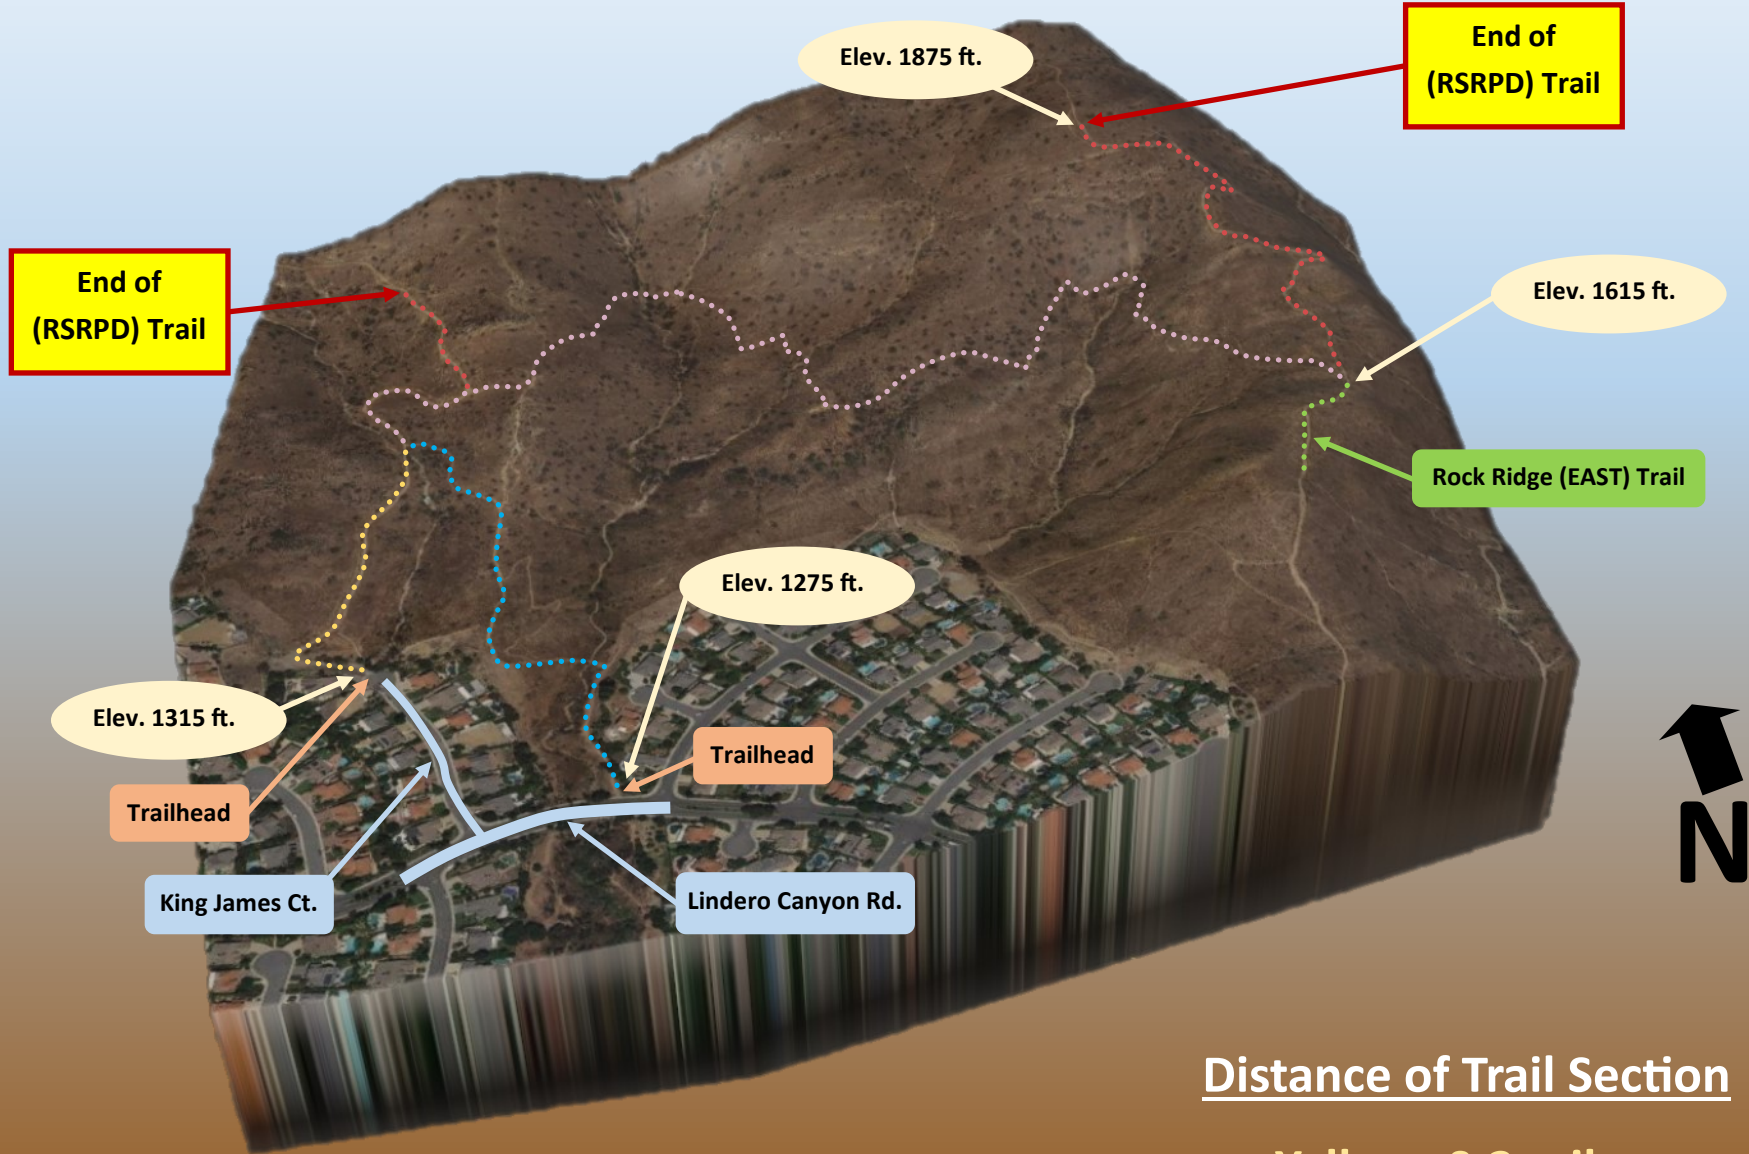 Elev. 1875 ft.
End of
(RSRPD) Trail
End of
(RSRPD) Trail
Elev. 1615 ft.
Rock Ridge (EAST) Trail
Elev. 1275 ft.
Elev. 1315 ft.
Trailhead
Trailhead
King James Ct.
Lindero Canyon Rd.
N
Distance of Trail Section